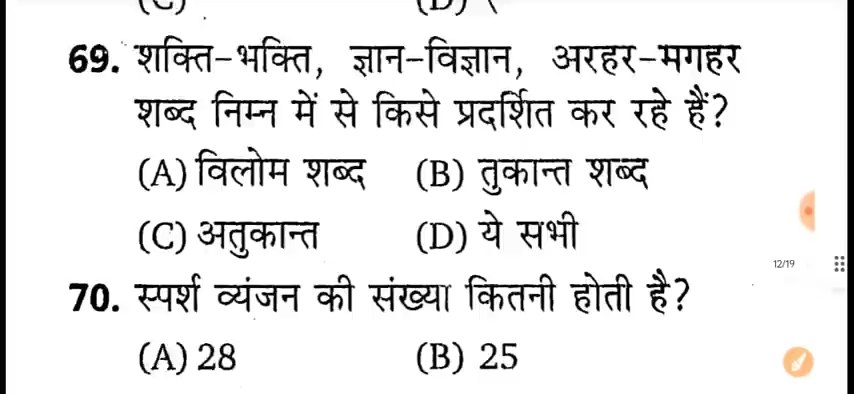 69. शक्ति-भक्ति, ज्ञान-विज्ञान, अरहर-मगहर
शब्द निम्न में से किसे प्रदर्शित कर रहे हैं?
(A) विलोम शब्द (B) तुकान्त शब्द
(C) अतुकान्त (D) ये सभी
12/19
70. स्पर्श व्यंजन की संख्या कितनी होती है?
(A) 28 (B) 25